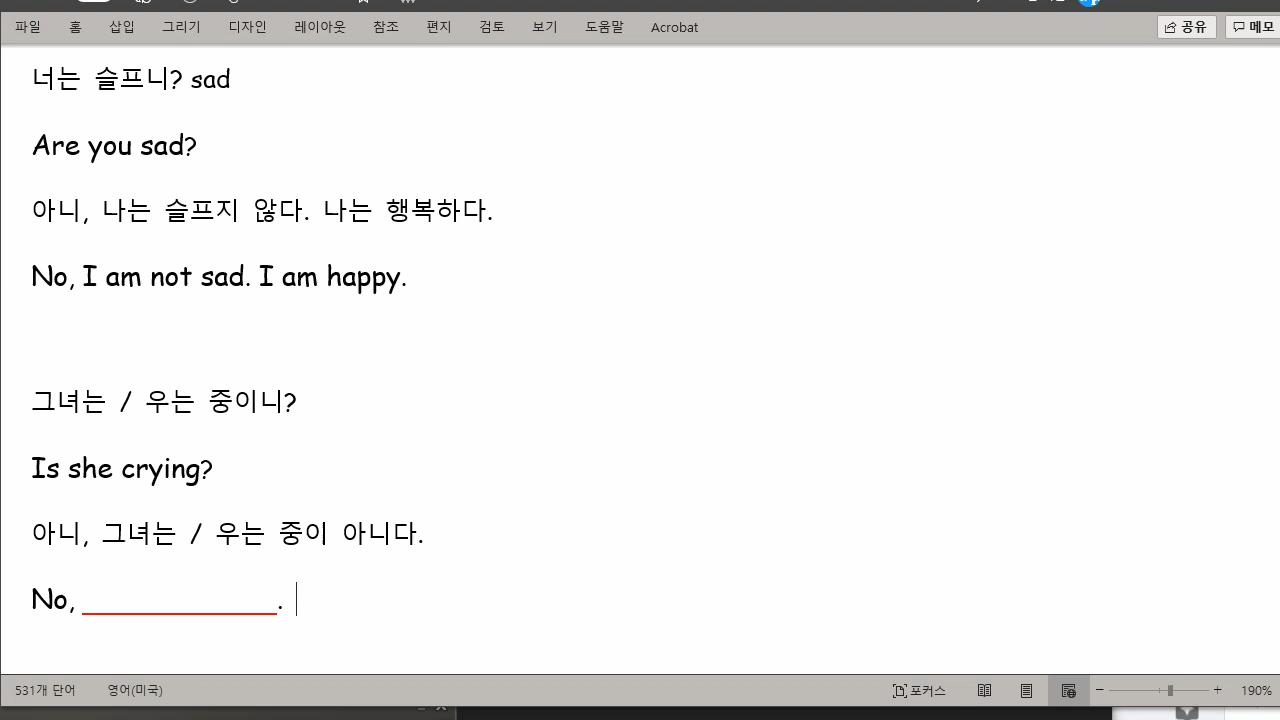 파일 홈 삽입 그리기 디자인 레이아웃 참조 편지 검토 보기 도움말 Acrobat 공유 메모
너는 슬프니? sad
Are you sad?
아니, 나는 슬프지 않다. 나는 행복하다.
No, I am not sad. I am happy.
그녀는 / 우는 중이니?
Is she crying?
아니, 그녀는 / 우는 중이 아니다.
No, ______________.
531개 단어 영어(미국) 포커스 190%